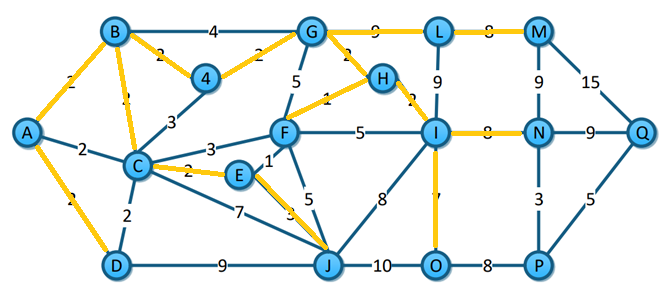 B 4 G 9 L 8 M
2 2 2
2 4 H
2 5 1 2 9 9 15
3
A 2 3 F 5 I 8 N 9 Q
C 2 E 1
2 2 7 3 5 8 7 3 5
D 9 J 10 O 8 P